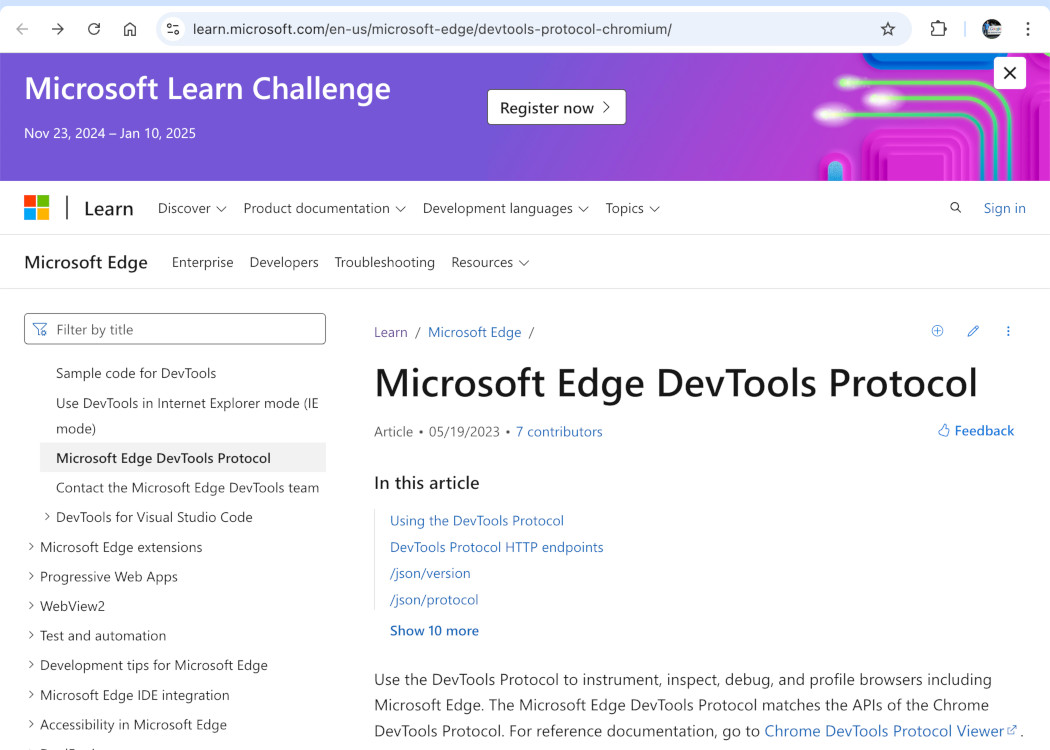 learn.microsoft.com/en-us/microsoft-edge/devtools-protocol-chromium/
Microsoft Learn Challenge
Nov 23, 2024 – Jan 10, 2025
Register now
Learn
Discover
Product documentation
Development languages
Topics
Sign in
Microsoft Edge
Enterprise
Developers
Troubleshooting
Resources
Filter by title
Sample code for DevTools
Use DevTools in Internet Explorer mode (IE
mode)
Microsoft Edge DevTools Protocol
Contact the Microsoft Edge DevTools team
DevTools for Visual Studio Code
Microsoft Edge extensions
Progressive Web Apps
WebView2
Test and automation
Development tips for Microsoft Edge
Microsoft Edge IDE integration
Accessibility in Microsoft Edge
Learn / Microsoft Edge /
Microsoft Edge DevTools Protocol
Article • 05/19/2023 • 7 contributors
Feedback
In this article
Using the DevTools Protocol
DevTools Protocol HTTP endpoints
/json/version
/json/protocol
Show 10 more
Use the DevTools Protocol to instrument, inspect, debug, and profile browsers including
Microsoft Edge. The Microsoft Edge DevTools Protocol matches the APIs of the Chrome
DevTools Protocol. For reference documentation, go to Chrome DevTools Protocol Viewer.